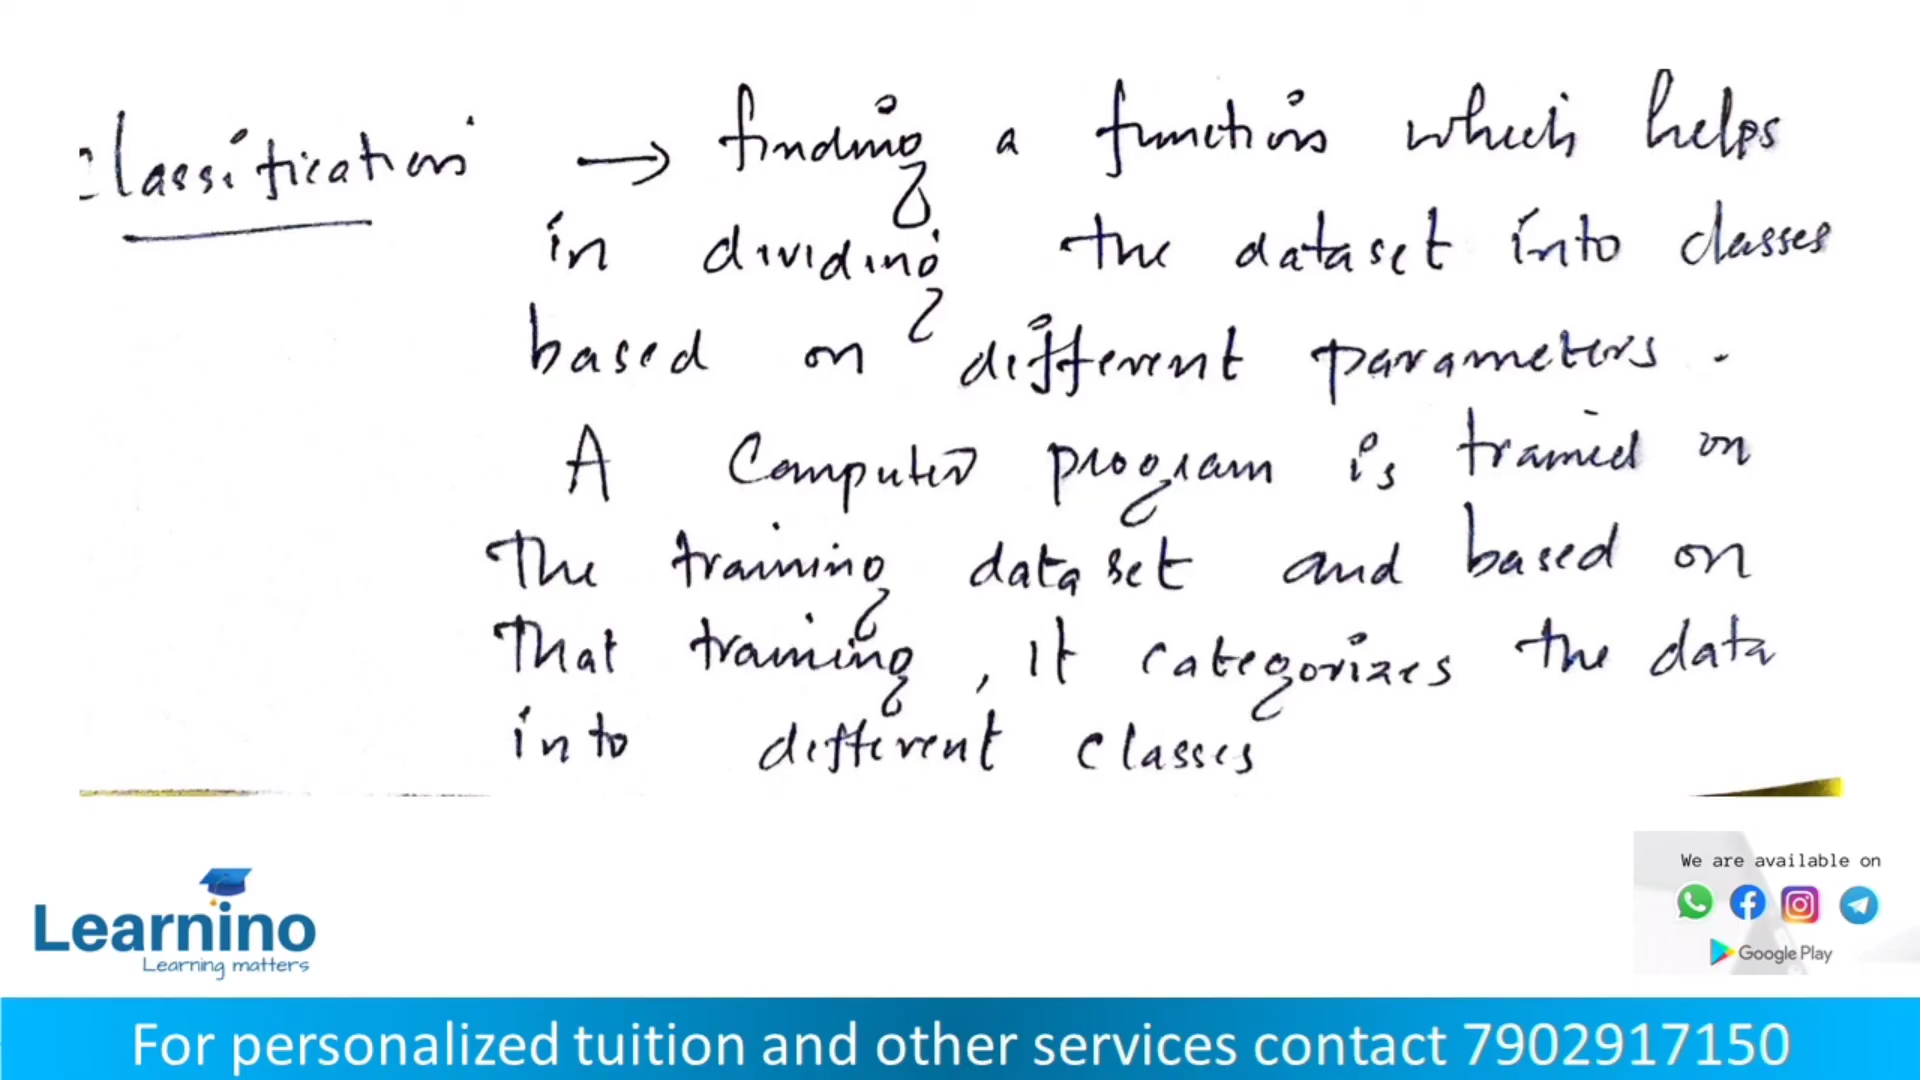 Classification → finding a function which helps
in dividing the dataset into classes
based on different parameters.
A Computer program is trained on
the training dataset and based on
that training, it categorizes the data
into different classes
We are available on
Learnino
Learning matters
Google Play
For personalized tuition and other services contact 7902917150